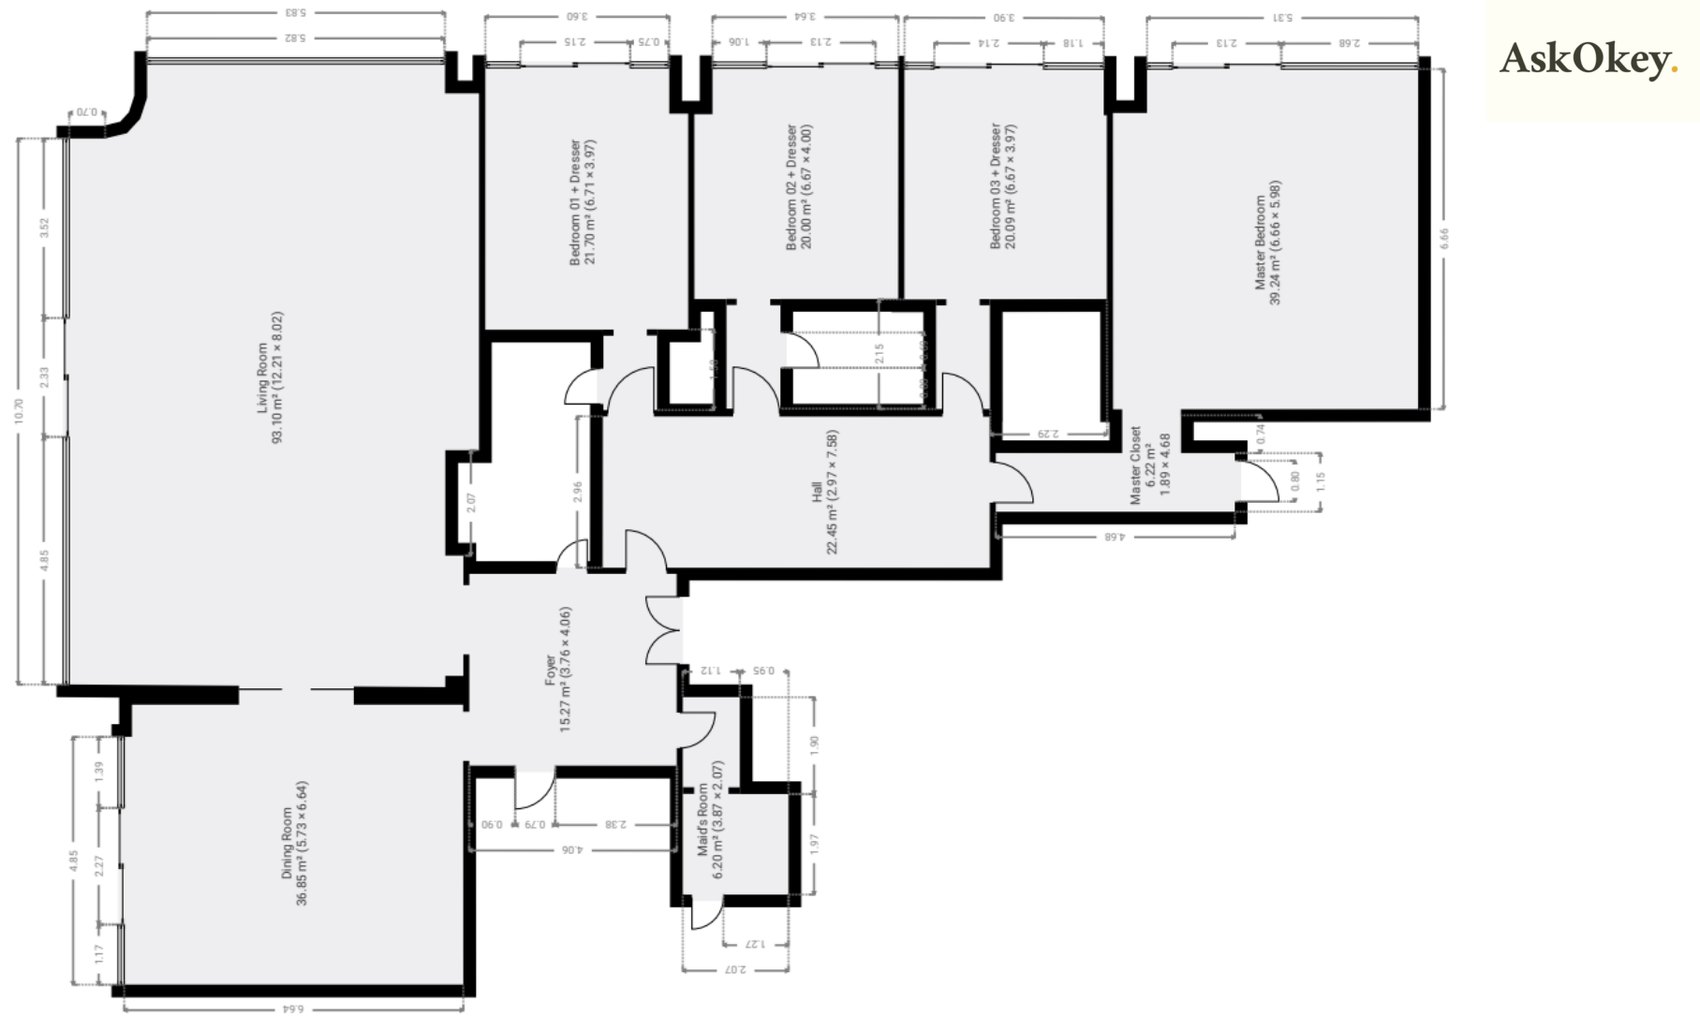 AskOkey.
5.83
5.82
3.60
2.15
0.75
3.64
1.06
2.13
3.90
2.14
1.18
5.31
2.13
2.68
0.70
10.70
3.52
2.33
4.85
Living Room
93.10 m² (12.21 × 8.02)
Bedroom 01 + Dresser
21.70 m² (6.71 × 3.97)
Bedroom 02 + Dresser
20.00 m² (6.67 × 4.00)
Bedroom 03 + Dresser
20.09 m² (6.67 × 3.97)
Master Bedroom
39.24 m² (6.66 × 5.98)
6.66
2.15
2.29
2.07
2.96
Hall
22.45 m² (2.97 × 7.58)
Master Closet
6.22 m²
1.89 × 4.68
0.74
0.80
1.15
4.68
Foyer
15.27 m² (3.76 × 4.06)
1.12
0.95
1.90
1.97
Maid's Room
6.20 m² (3.87 × 2.07)
1.27
2.07
0.90
0.79
2.38
4.06
Dining Room
36.85 m² (5.73 × 6.64)
4.85
1.39
2.27
1.17
6.64